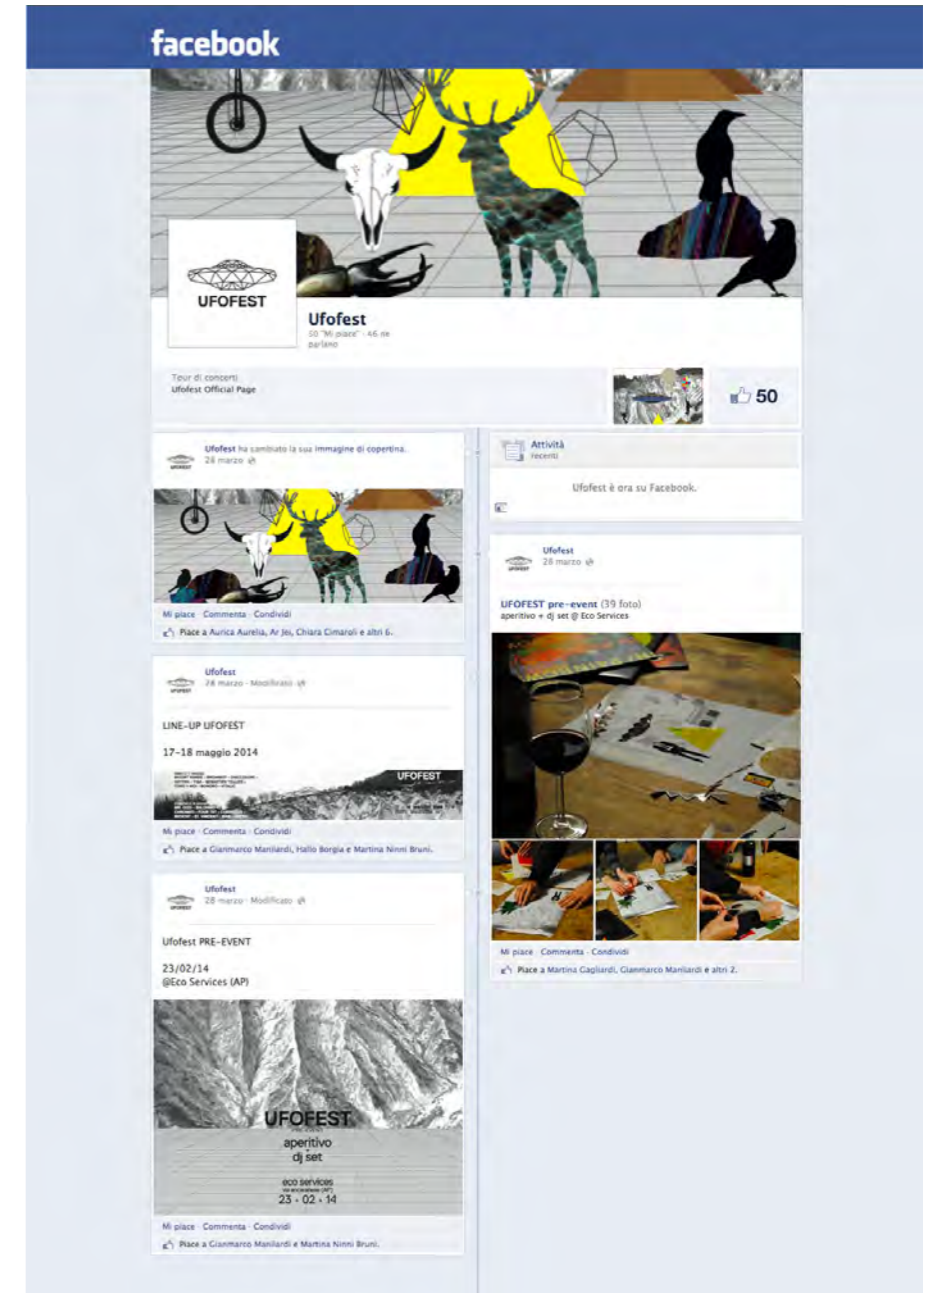 facebook
UFOFEST
Ufofest
50 "Mi piace" · 46 ne
parlano
Tour di concerti
Ufofest Official Page
50
Ufofest ha cambiato la sua immagine di copertina.
28 marzo
UFOFEST
Mi piace · Commenta · Condividi
Piace a Aurica Aurelia, Ar Jei, Chiara Cimaroli e altri 6.
Ufofest
28 marzo · Modificato
UFOFEST
LINE-UP UFOFEST
17-18 maggio 2014
UFOFEST
Mi piace · Commenta · Condividi
Piace a Gianmarco Manilardi, Hallo Borgia e Martina Ninni Bruni.
Ufofest
28 marzo · Modificato
UFOFEST
Ufofest PRE-EVENT
23/02/14
@Eco Services (AP)
UFOFEST
PRE-EVENT
aperitivo
+
dj set
eco services
23 · 02 · 14
Mi piace · Commenta · Condividi
Piace a Gianmarco Manilardi e Martina Ninni Bruni.
Attività
recenti
Ufofest è ora su Facebook.
Ufofest
28 marzo
UFOFEST
UFOFEST pre-event (39 foto)
aperitivo + dj set @ Eco Services
Mi piace · Commenta · Condividi
Piace a Martina Gagliardi, Gianmarco Manilardi e altri 2.